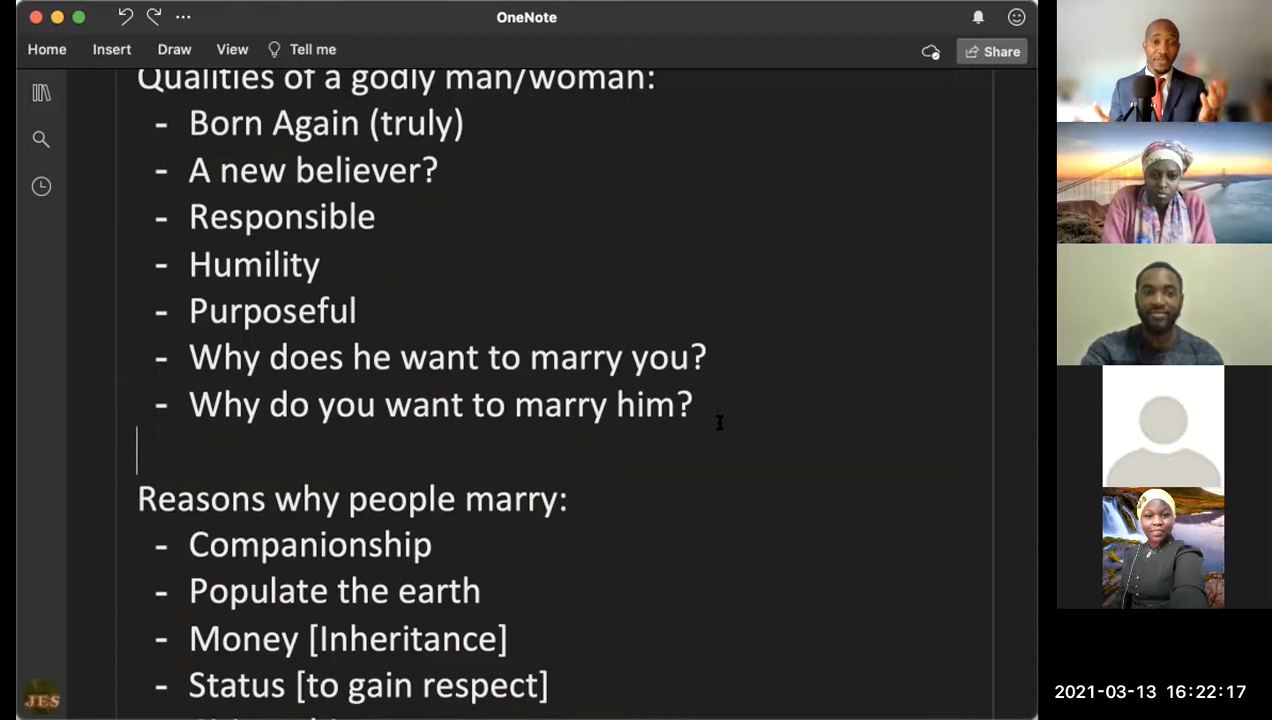 OneNote
Home Insert Draw View Tell me Share
Qualities of a godly man/woman:
- Born Again (truly)
- A new believer?
- Responsible
- Humility
- Purposeful
- Why does he want to marry you?
- Why do you want to marry him?
Reasons why people marry:
- Companionship
- Populate the earth
- Money [Inheritance]
- Status [to gain respect]
JES
2021-03-13 16:22:17